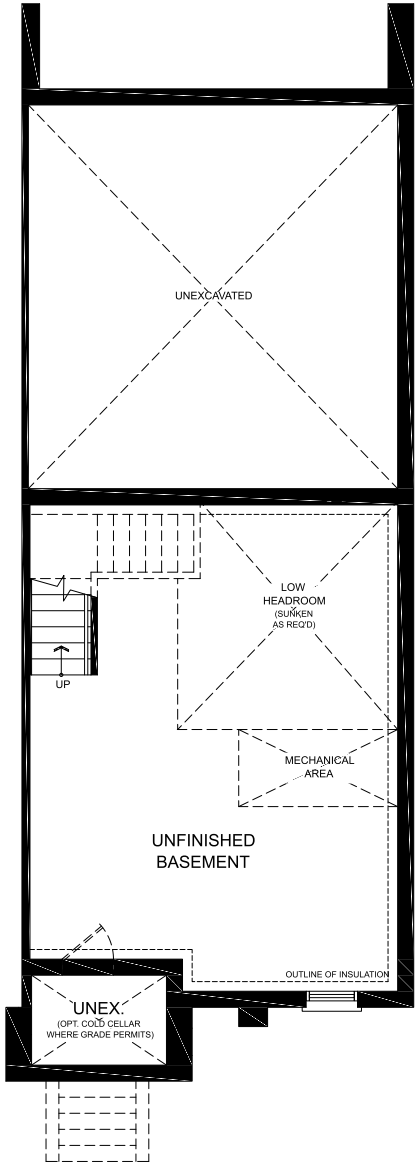 UNEXCAVATED
LOW
HEADROOM
(SUNKEN
AS REQ'D)
UP
MECHANICAL
AREA
UNFINISHED
BASEMENT
OUTLINE OF INSULATION
UNEX.
(OPT. COLD CELLAR
WHERE GRADE PERMITS)